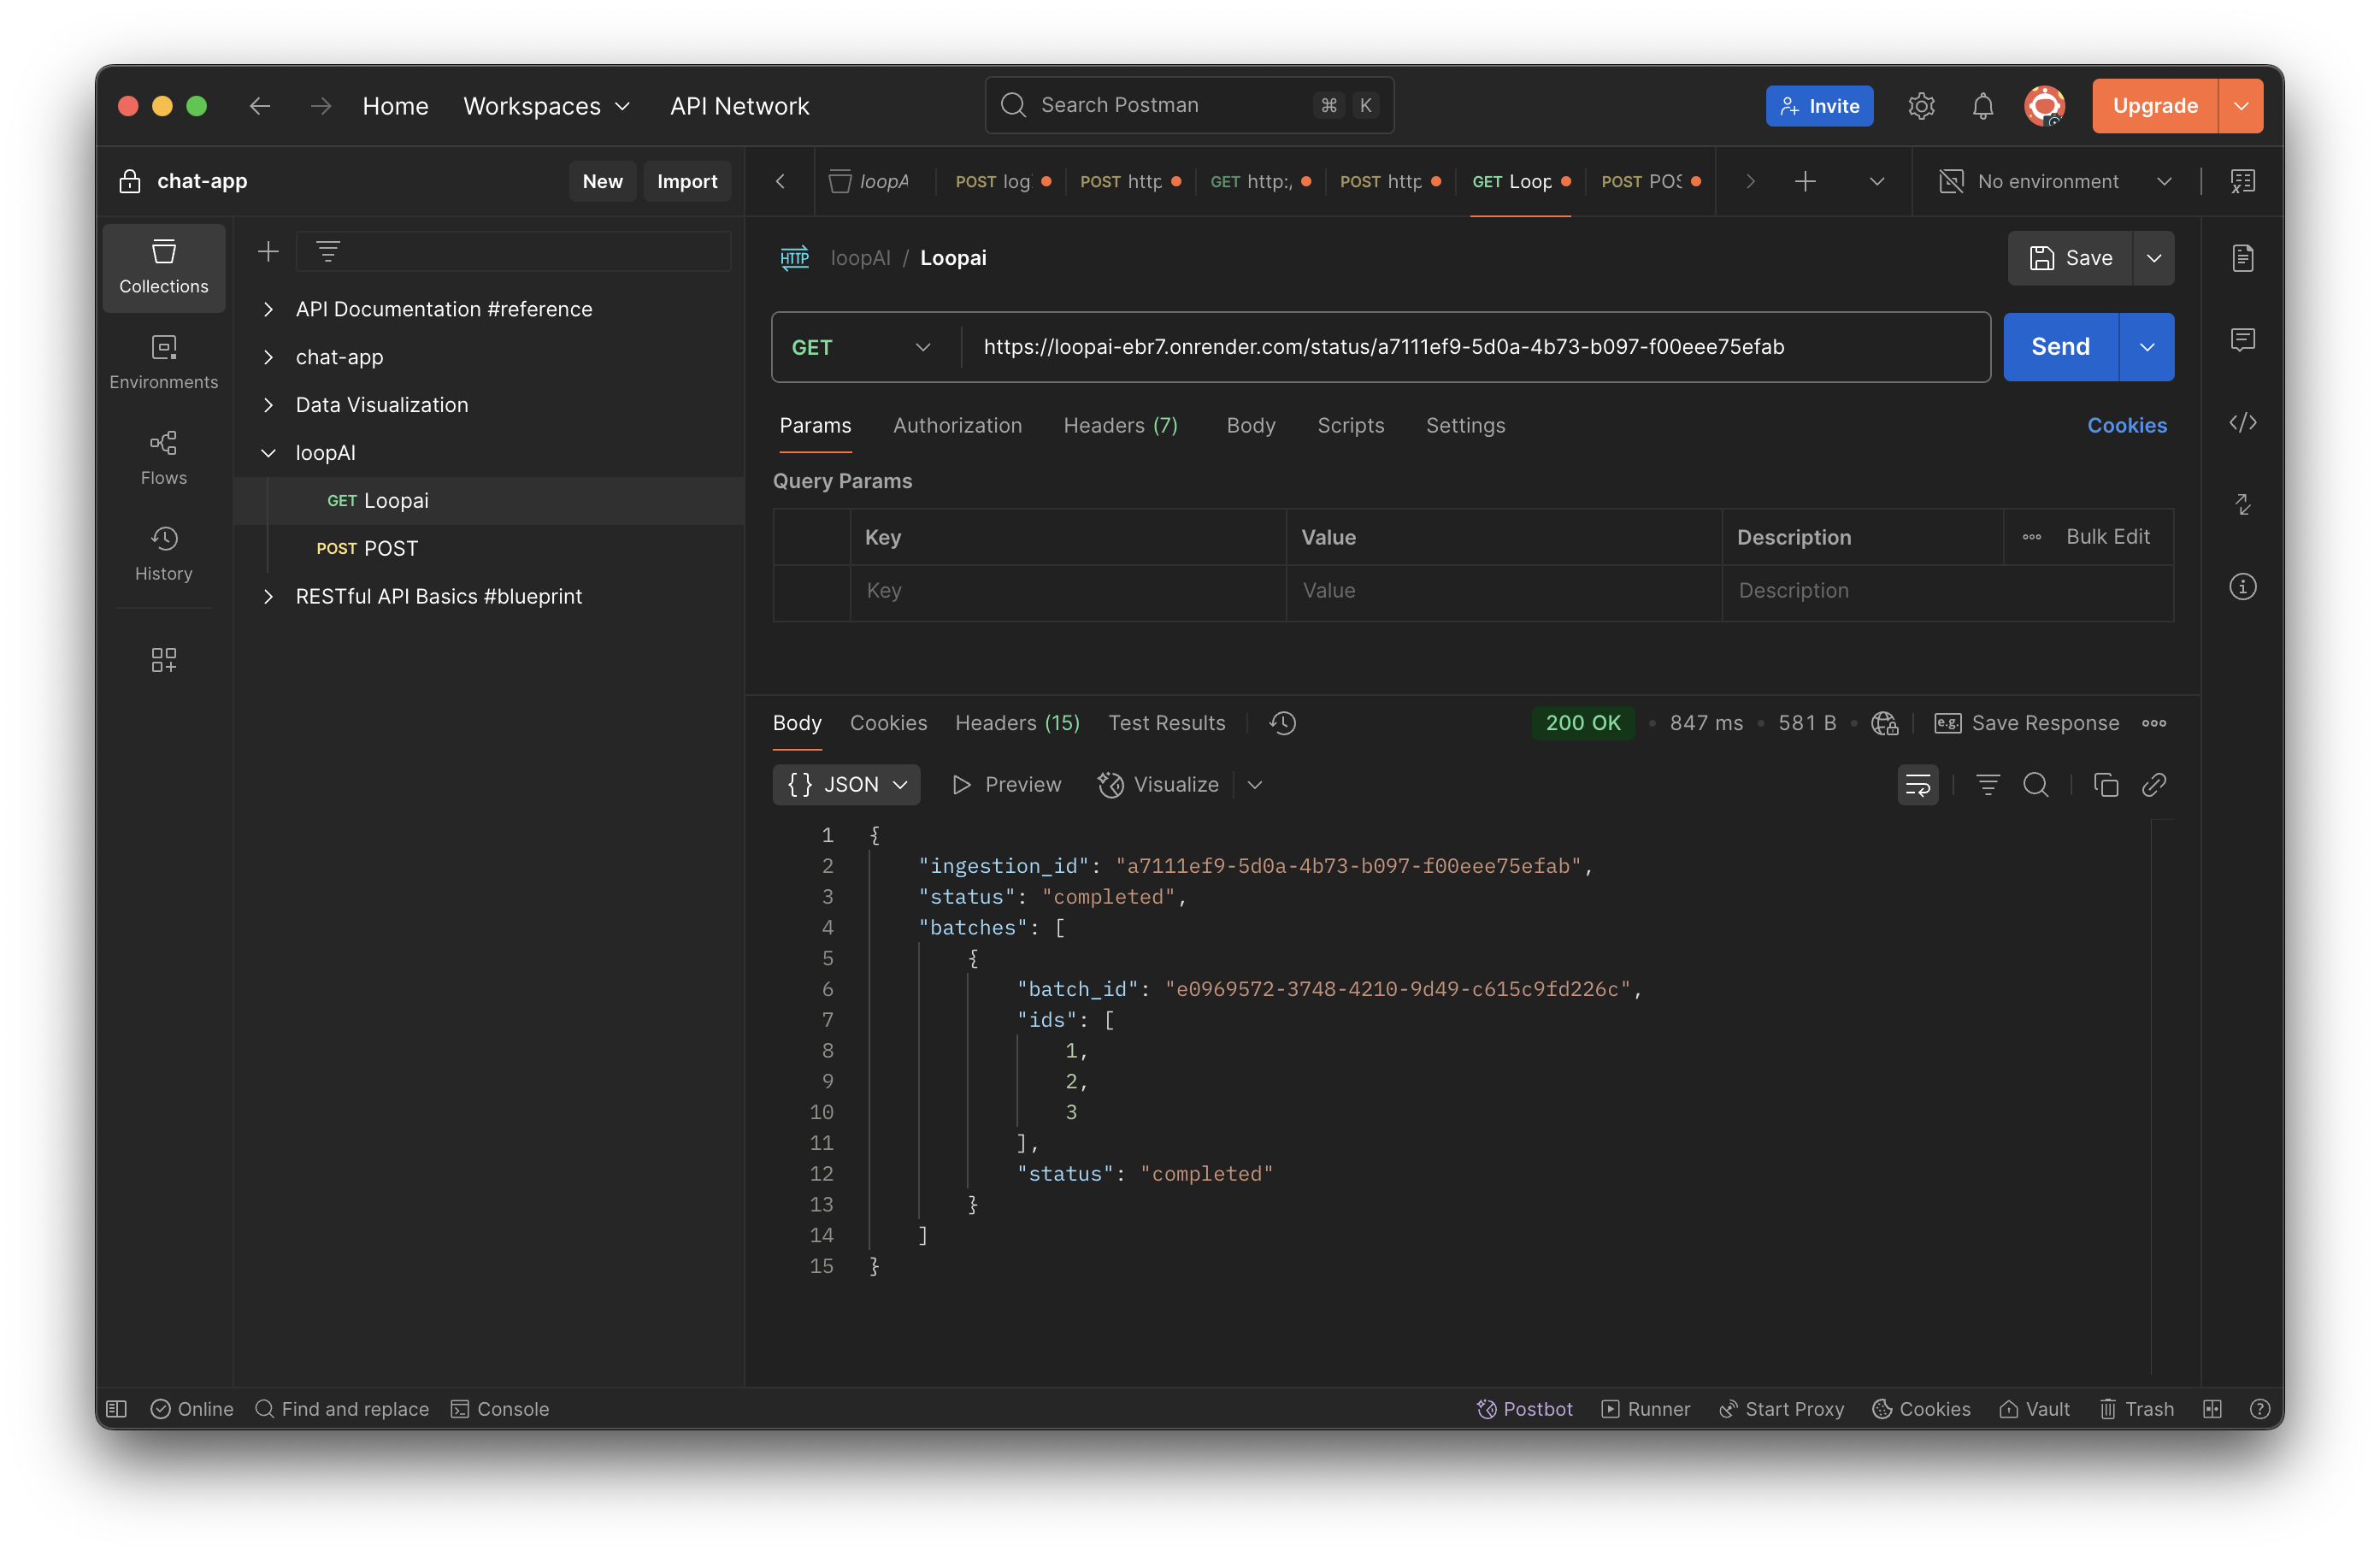 Home Workspaces API Network Search Postman ⌘ K Invite Upgrade
chat-app New Import
loopA POST log POST http GET http:/ POST http GET Loop POST POS No environment
Collections
Environments
Flows
History
API Documentation #reference
chat-app
Data Visualization
loopAI
GET Loopai
POST POST
RESTful API Basics #blueprint
HTTP loopAI / Loopai Save
GET https://loopai-ebr7.onrender.com/status/a7111ef9-5d0a-4b73-b097-f00eee75efab Send
Params Authorization Headers (7) Body Scripts Settings Cookies
Query Params
Key Value Description Bulk Edit
Key Value Description
Body Cookies Headers (15) Test Results 200 OK • 847 ms • 581 B • e.g. Save Response
{} JSON Preview Visualize
1 {
2 "ingestion_id": "a7111ef9-5d0a-4b73-b097-f00eee75efab",
3 "status": "completed",
4 "batches": [
5 {
6 "batch_id": "e0969572-3748-4210-9d49-c615c9fd226c",
7 "ids": [
8 1,
9 2,
10 3
11 ],
12 "status": "completed"
13 }
14 ]
15 }
Online Find and replace Console Postbot Runner Start Proxy Cookies Vault Trash